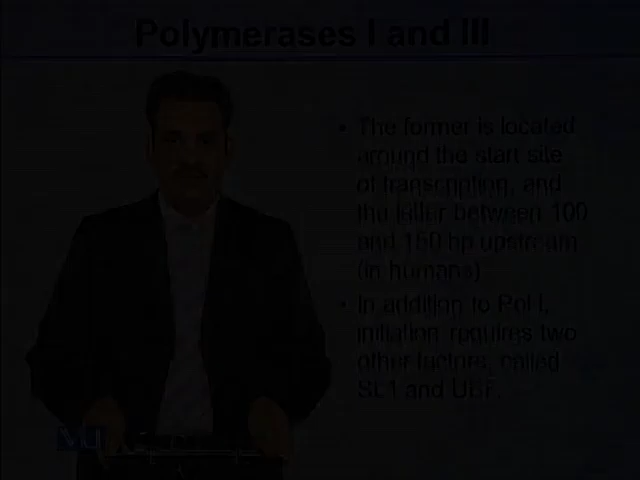 Polymerases I and III
• The former is located
around the start site
of transcription, and
the latter between 100
and 150 bp upstream
(in humans)
• In addition to Pol I,
initiation requires two
other factors, called
SL1 and UBF.